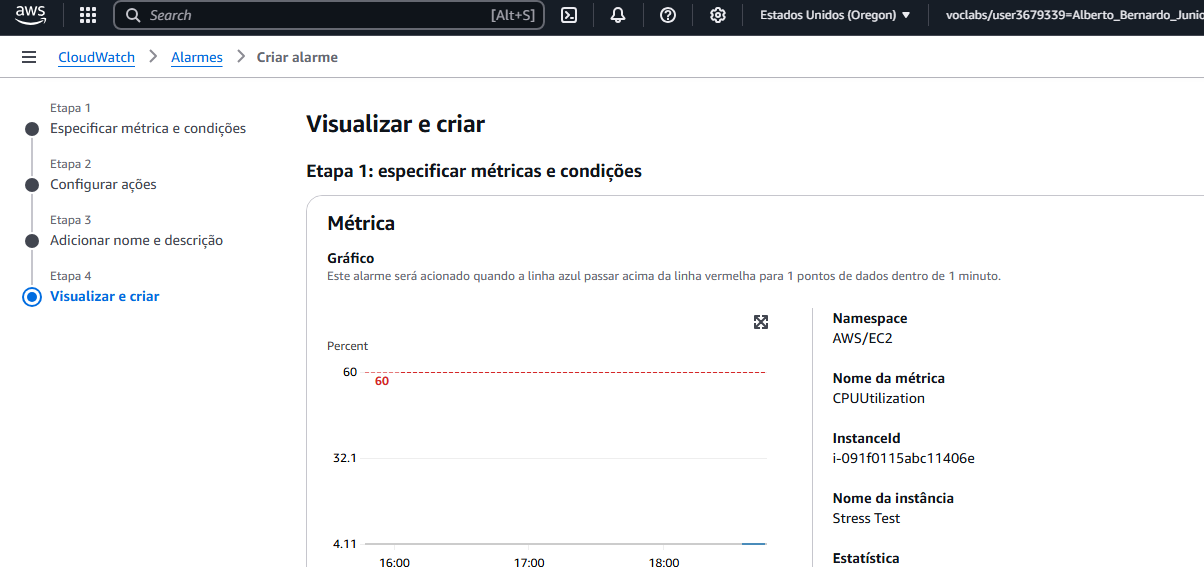 aws
Search [Alt+S] Estados Unidos (Oregon) voclabs/user3679339=Alberto_Bernardo_Junio
CloudWatch Alarmes Criar alarme
Etapa 1
Especificar métrica e condições
Etapa 2
Configurar ações
Etapa 3
Adicionar nome e descrição
Etapa 4
Visualizar e criar
Visualizar e criar
Etapa 1: especificar métricas e condições
Métrica
Gráfico
Este alarme será acionado quando a linha azul passar acima da linha vermelha para 1 pontos de dados dentro de 1 minuto.
Percent
60
60
32.1
4.11
16:00 17:00 18:00
Namespace
AWS/EC2
Nome da métrica
CPUUtilization
InstanceId
i-091f0115abc11406e
Nome da instância
Stress Test
Estatística